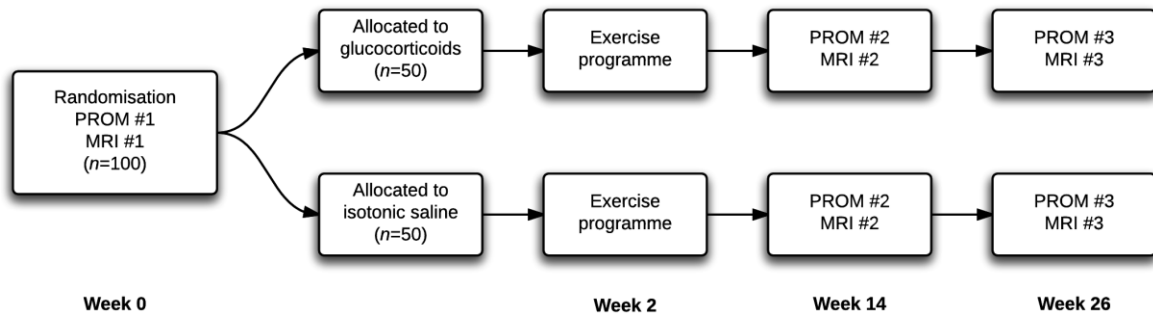 Randomisation
PROM #1
MRI #1
(n=100)
Allocated to
glucocorticoids
(n=50)
Exercise
programme
PROM #2
MRI #2
PROM #3
MRI #3
Allocated to
isotonic saline
(n=50)
Exercise
programme
PROM #2
MRI #2
PROM #3
MRI #3
Week 0
Week 2
Week 14
Week 26